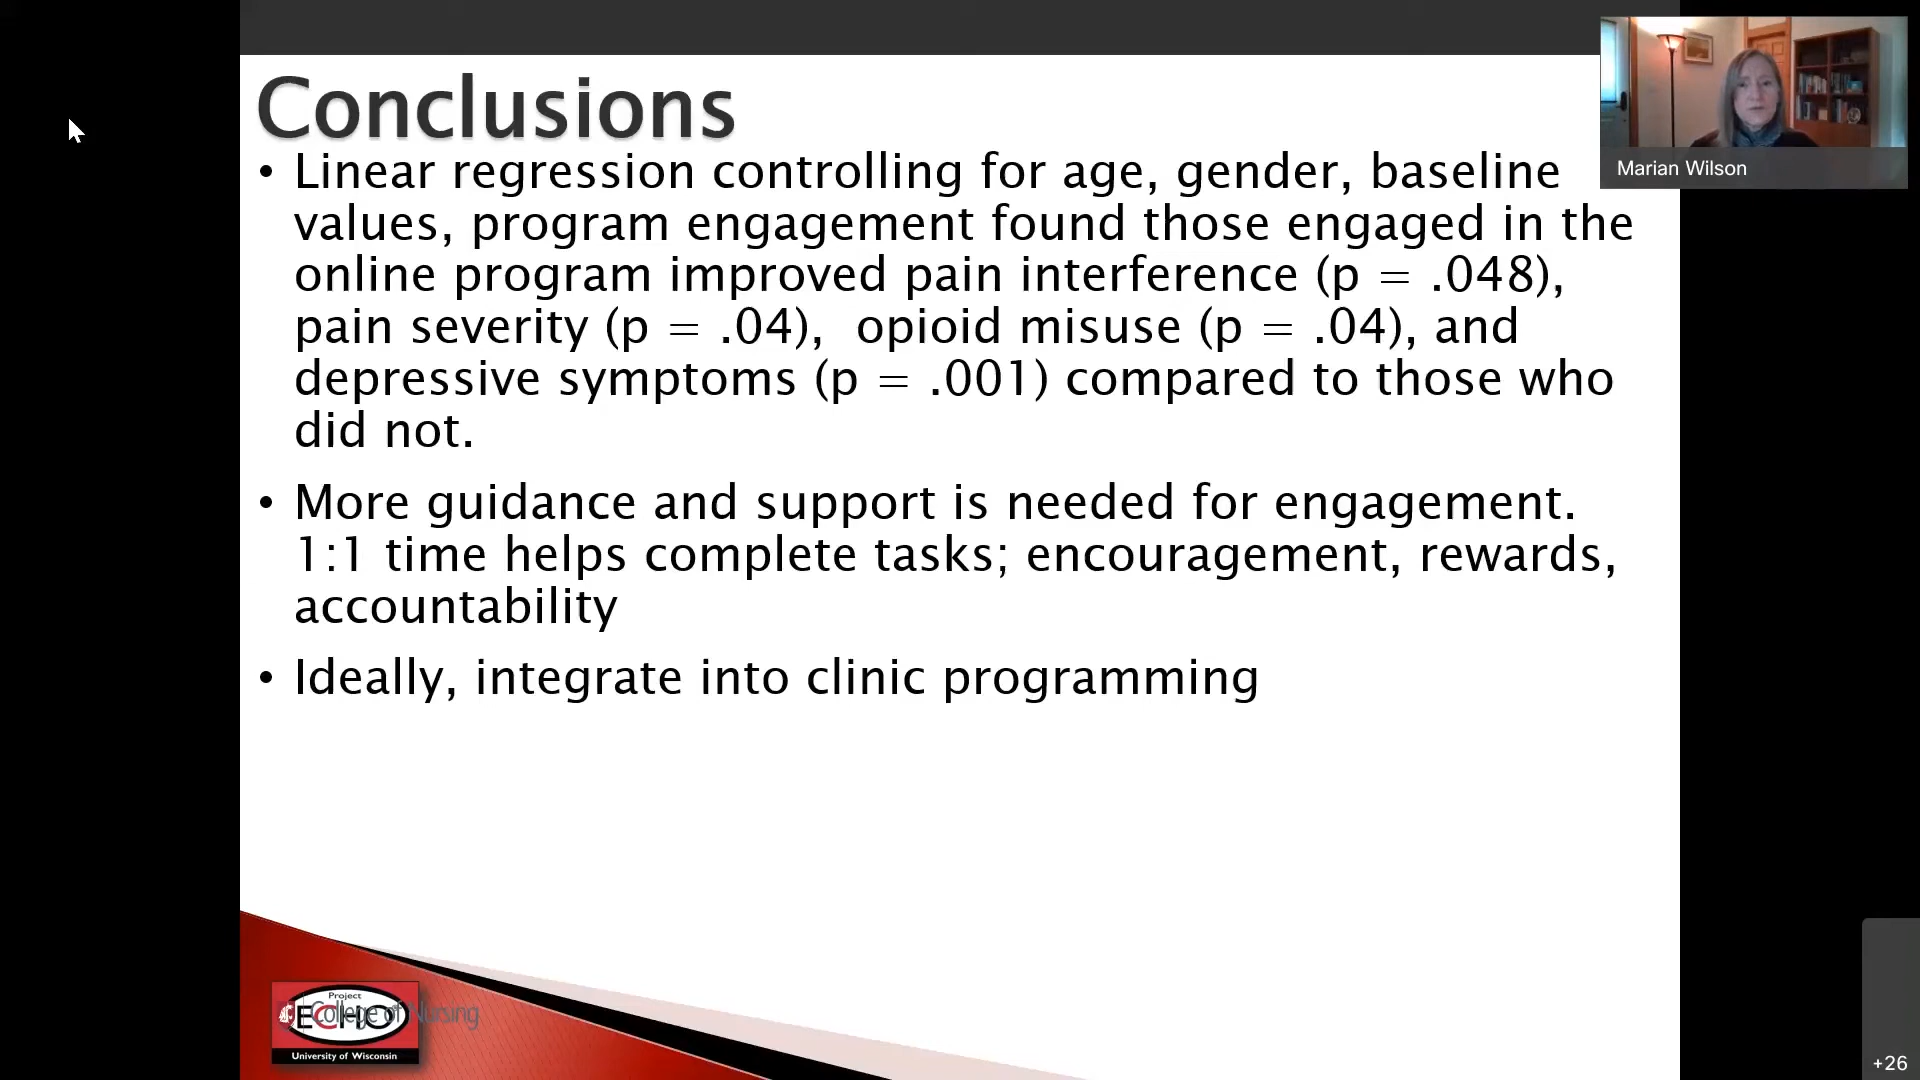 Conclusions
• Linear regression controlling for age, gender, baseline
values, program engagement found those engaged in the
online program improved pain interference (p = .048),
pain severity (p = .04),  opioid misuse (p = .04), and
depressive symptoms (p = .001) compared to those who
did not.
• More guidance and support is needed for engagement.
1:1 time helps complete tasks; encouragement, rewards,
accountability
• Ideally, integrate into clinic programming
Marian Wilson
Project
ECHO
College of Nursing
University of Wisconsin
+26